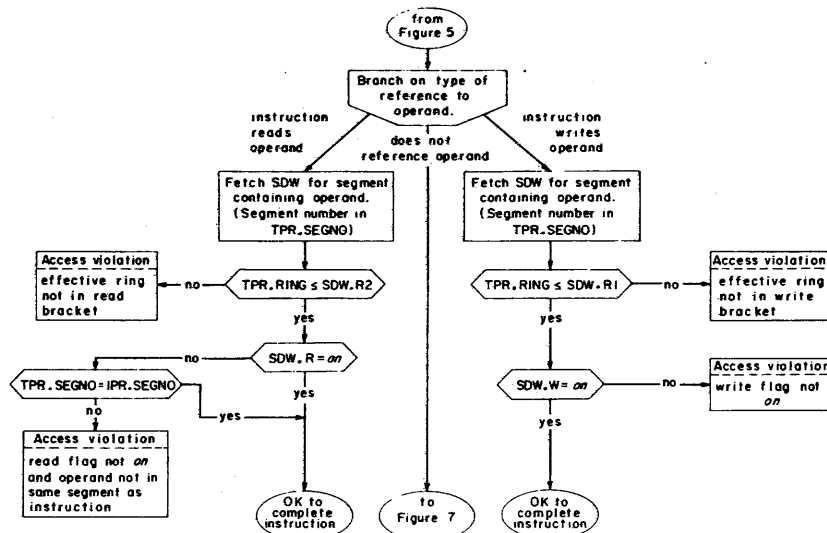 from
Figure 5
Branch on type of
reference to
operand.
instruction
reads
operand
does not
reference operand
instruction
writes
operand
Fetch SDW for segment
containing operand.
(Segment number in
TPR.SEGNO)
Fetch SDW for segment
containing operand.
(Segment number in
TPR.SEGNO)
Access violation
effective ring
not in read
bracket
no
TPR.RING ≤ SDW.R2
TPR.RING ≤ SDW.R1
no
Access violation
effective ring
not in write
bracket
yes
yes
no
SDW.R=on
TPR.SEGNO=IPR.SEGNO
yes
SDW.W=on
no
Access violation
write flag not
on
no
yes
yes
Access violation
read flag not on
and operand not in
same segment as
instruction
OK to
complete
instruction
to
Figure 7
OK to
complete
instruction